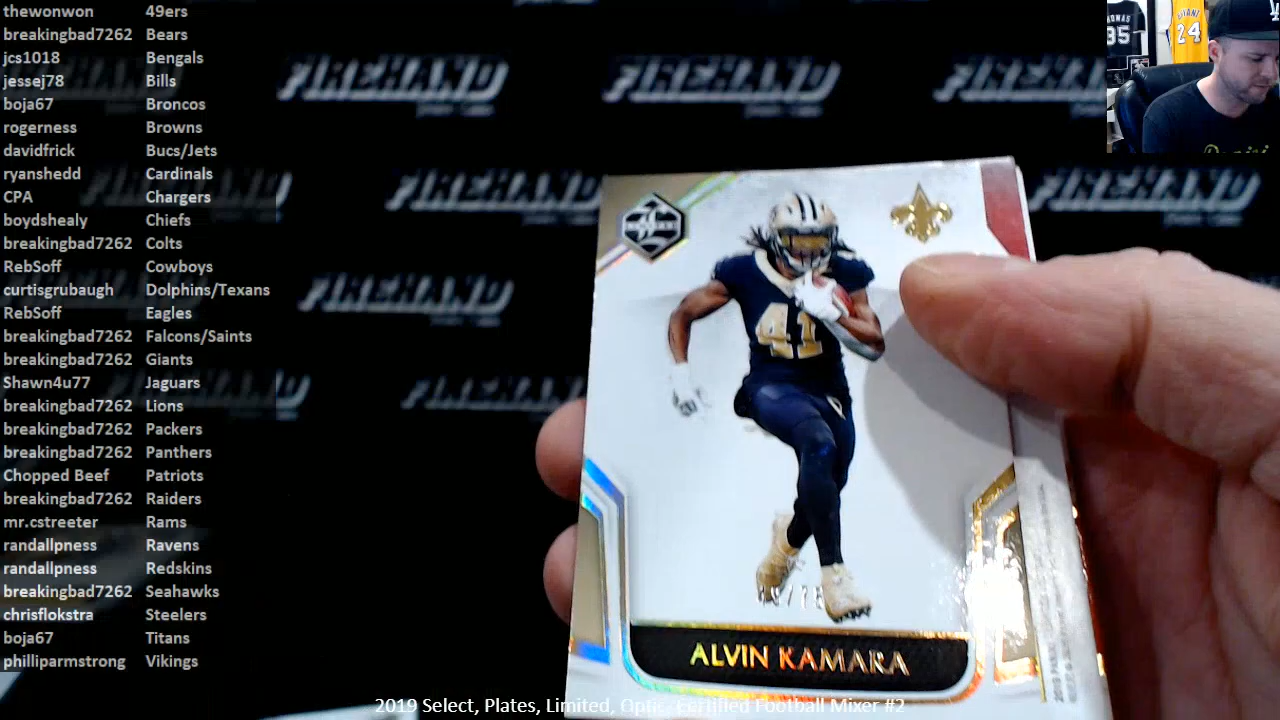 thewonwon 49ers
breakingbad7262 Bears
jcs1018 Bengals
jessej78 Bills
boja67 Broncos
rogerness Browns
davidfrick Bucs/Jets
ryanshedd Cardinals
CPA Chargers
boydshealy Chiefs
breakingbad7262 Colts
RebSoff Cowboys
curtisgrubaugh Dolphins/Texans
RebSoff Eagles
breakingbad7262 Falcons/Saints
breakingbad7262 Giants
Shawn4u77 Jaguars
breakingbad7262 Lions
breakingbad7262 Packers
breakingbad7262 Panthers
Chopped Beef Patriots
breakingbad7262 Raiders
mr.cstreeter Rams
randallpness Ravens
randallpness Redskins
breakingbad7262 Seahawks
chrisflokstra Steelers
boja67 Titans
philliparmstrong Vikings
FIREHAND FIREHAND FIREHAND
FIREHAND FIREHAND FIREHAND
FIREHAND
FIREHAND
95
24
41
ALVIN KAMARA
2019 Select, Plates, Limited, Optic, Certified Football Mixer #2